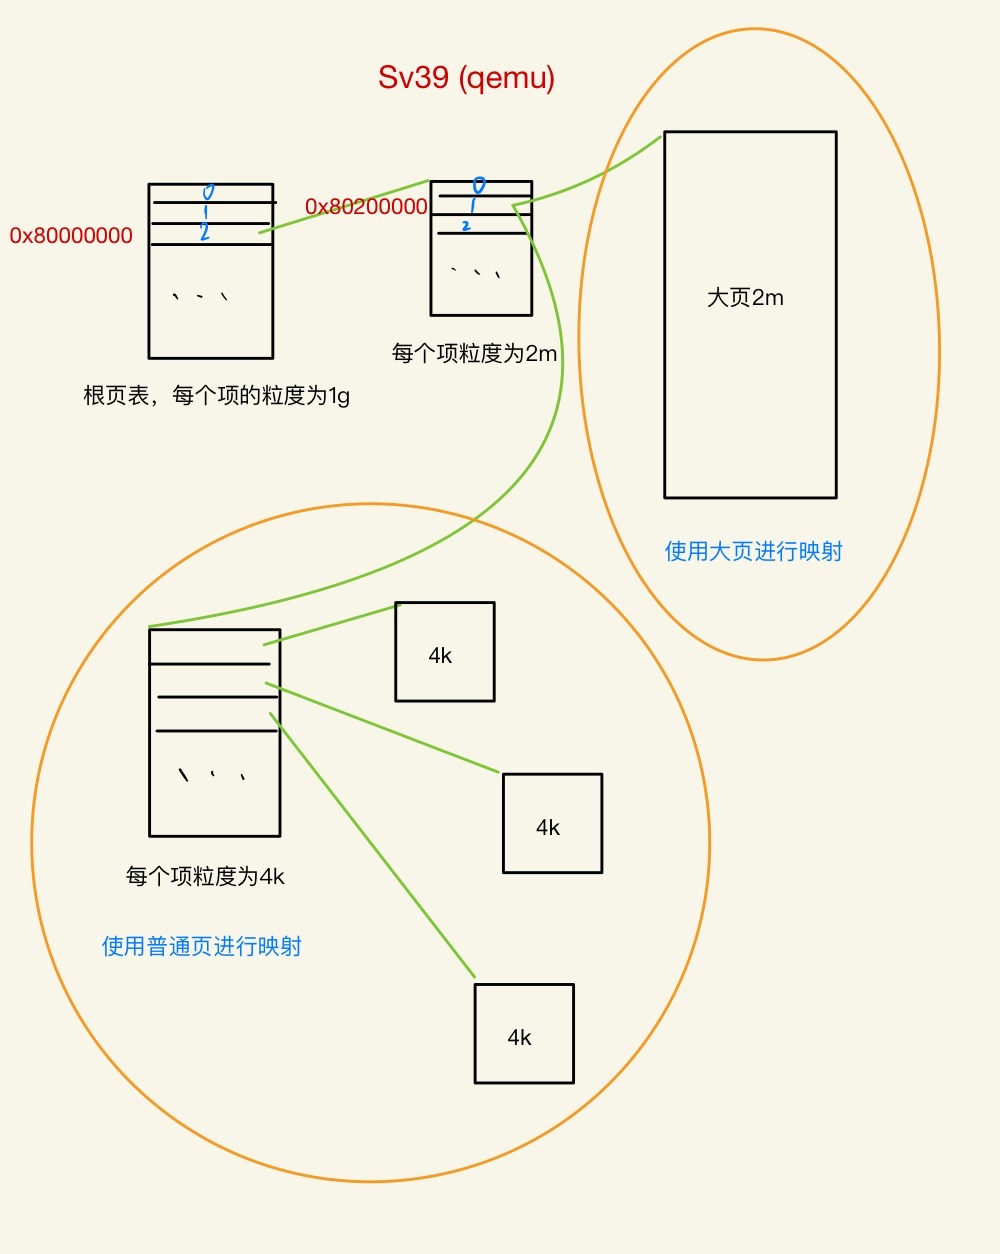 Sv39 (qemu)
0
1
2
0x80000000
根页表，每个项的粒度为1g
0
0x80200000
1
2
每个项粒度为2m
大页2m
使用大页进行映射
4k
4k
4k
每个项粒度为4k
使用普通页进行映射